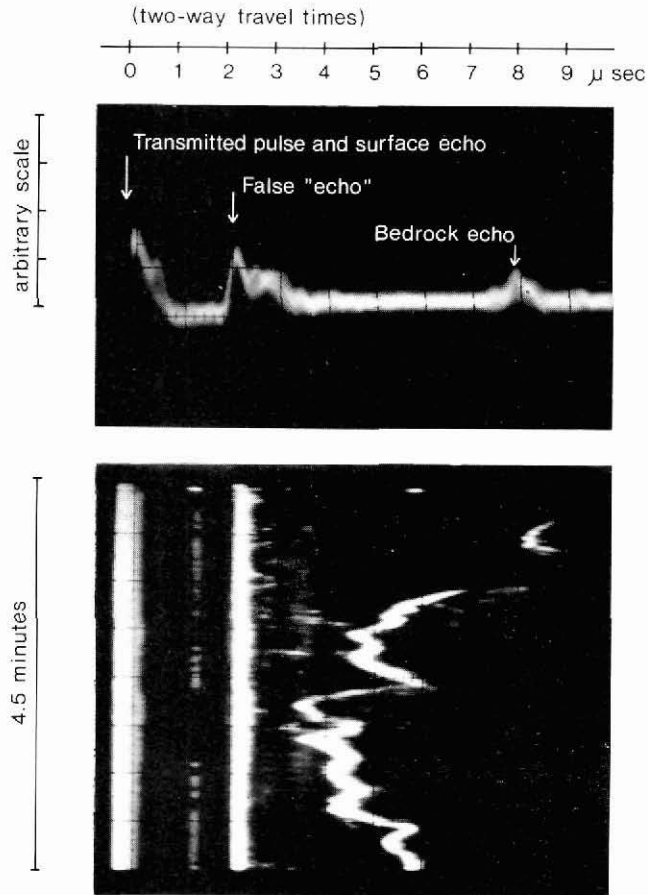 (two-way travel times)
0 1 2 3 4 5 6 7 8 9 μ sec
arbitrary scale
Transmitted pulse and surface echo
False "echo"
Bedrock echo
4.5 minutes